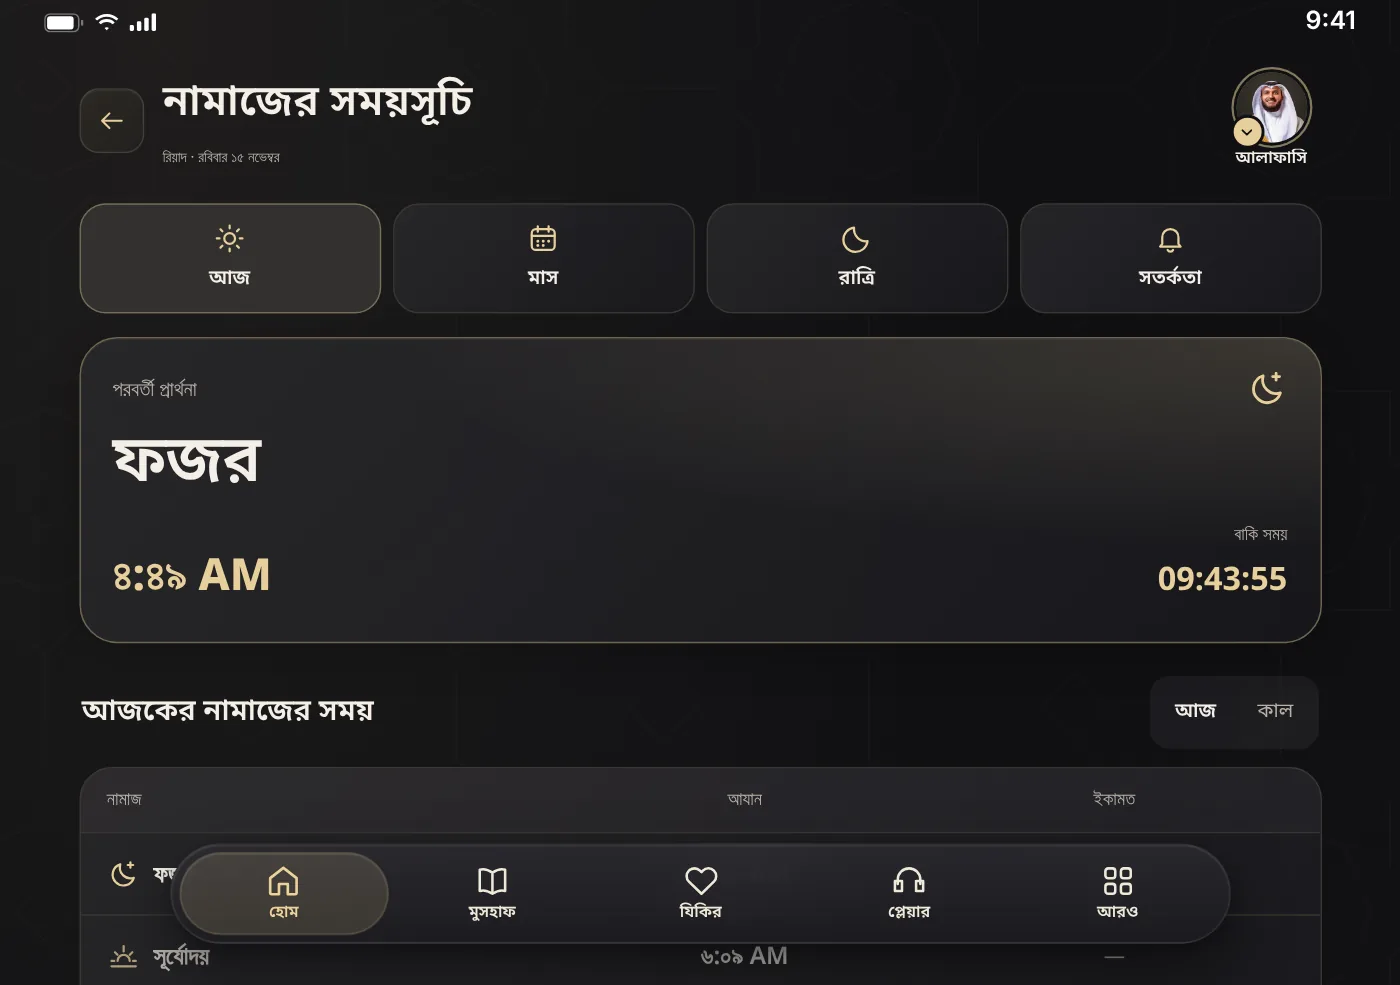 9:41
নামাজের সময়সূচি
রিয়াদ · রবিবার ১৫ নভেম্বর
আলাফাসি
আজ
মাস
রাত্রি
সতর্কতা
পরবর্তী প্রার্থনা
ফজর
৪:৪৯ AM
বাকি সময়
09:43:55
আজকের নামাজের সময়
আজ
কাল
নামাজ
আযান
ইকামত
হোম
মুসহাফ
যিকির
প্লেয়ার
আরও
সূর্যোদয়
৬:০৯ AM
—